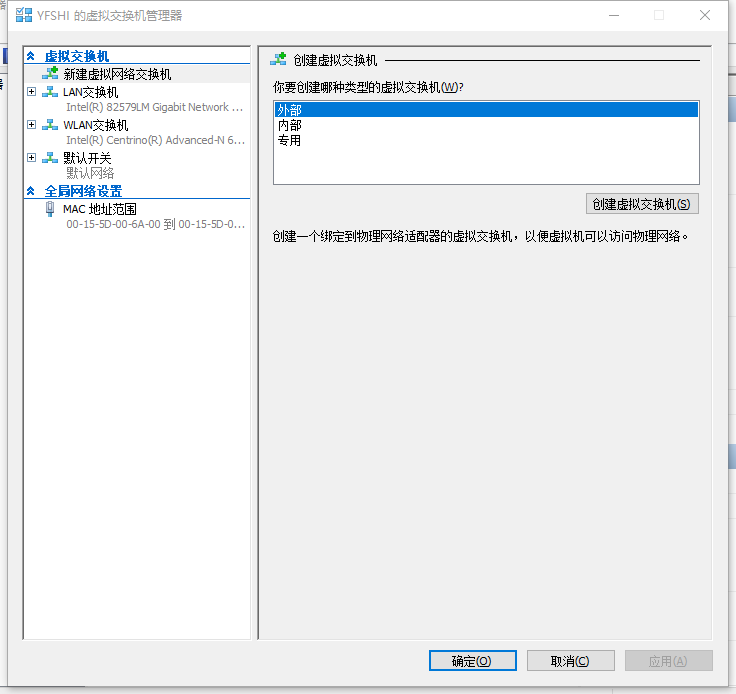 YFSHI 的虚拟交换机管理器
虚拟交换机
新建虚拟网络交换机
LAN交换机
Intel(R) 82579LM Gigabit Network ...
WLAN交换机
Intel(R) Centrino(R) Advanced-N 6...
默认开关
默认网络
全局网络设置
MAC 地址范围
00-15-5D-00-6A-00 到 00-15-5D-0...
创建虚拟交换机
你要创建哪种类型的虚拟交换机(W)?
外部
内部
专用
创建虚拟交换机(S)
创建一个绑定到物理网络适配器的虚拟交换机，以便虚拟机可以访问物理网络。
确定(O)
取消(C)
应用(A)